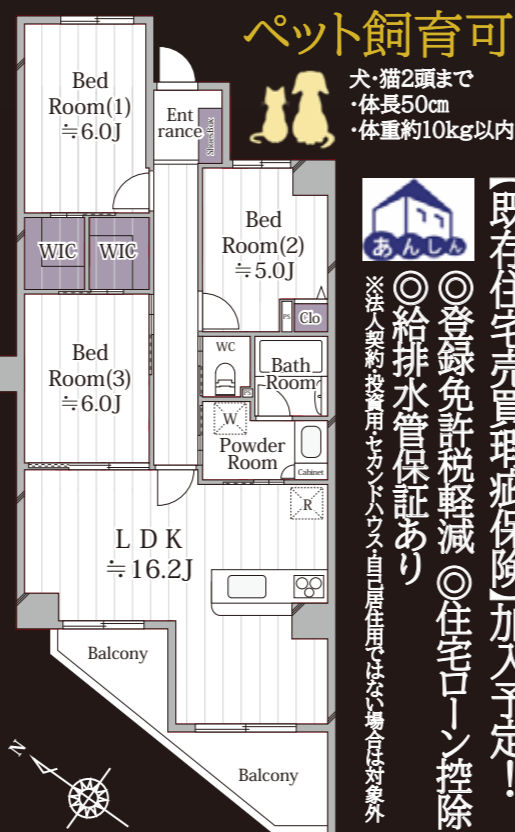 ペット飼育可
犬・猫2頭まで
・体長50cm
・体重約10kg以内
あんしん
【既存住宅売買瑕疵保険】加入予定！
◎登録免許税軽減 ◎住宅ローン控除
◎給排水管保証あり
※法人契約・投資用・セカンドハウス・自己居住用ではない場合は対象外
Bed
Room(1)
≒6.0J
Ent
rance
ShoesBox
WIC
WIC
Bed
Room(2)
≒5.0J
PS
Clo
Bed
Room(3)
≒6.0J
WC
PS
Bath
Room
W
Powder
Room
Cabinet
LDK
≒16.2J
R
Balcony
Balcony
N